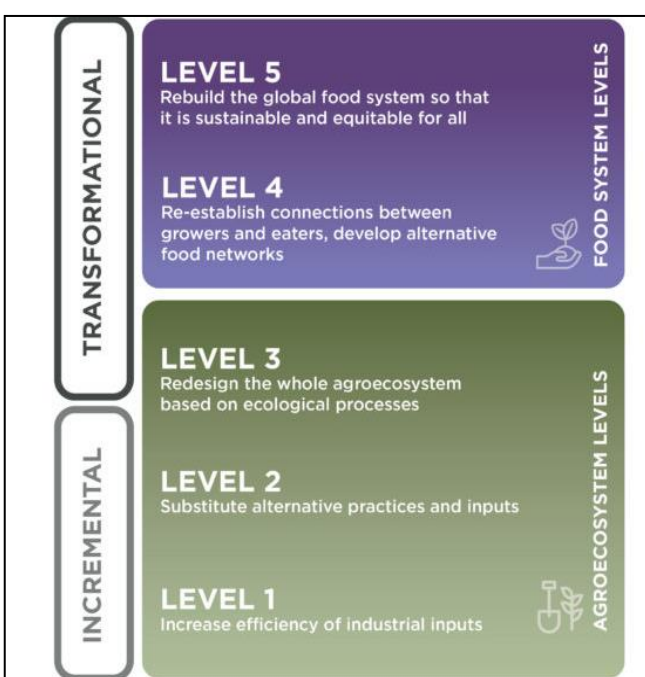 TRANSFORMATIONAL
LEVEL 5
Rebuild the global food system so that
it is sustainable and equitable for all
LEVEL 4
Re-establish connections between
growers and eaters, develop alternative
food networks
FOOD SYSTEM LEVELS
INCREMENTAL
LEVEL 3
Redesign the whole agroecosystem
based on ecological processes
LEVEL 2
Substitute alternative practices and inputs
LEVEL 1
Increase efficiency of industrial inputs
AGROECOSYSTEM LEVELS